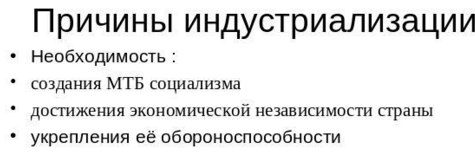 Причины индустриализации
• Необходимость :
• создания МТБ социализма
• достижения экономической независимости страны
• укрепления её обороноспособности